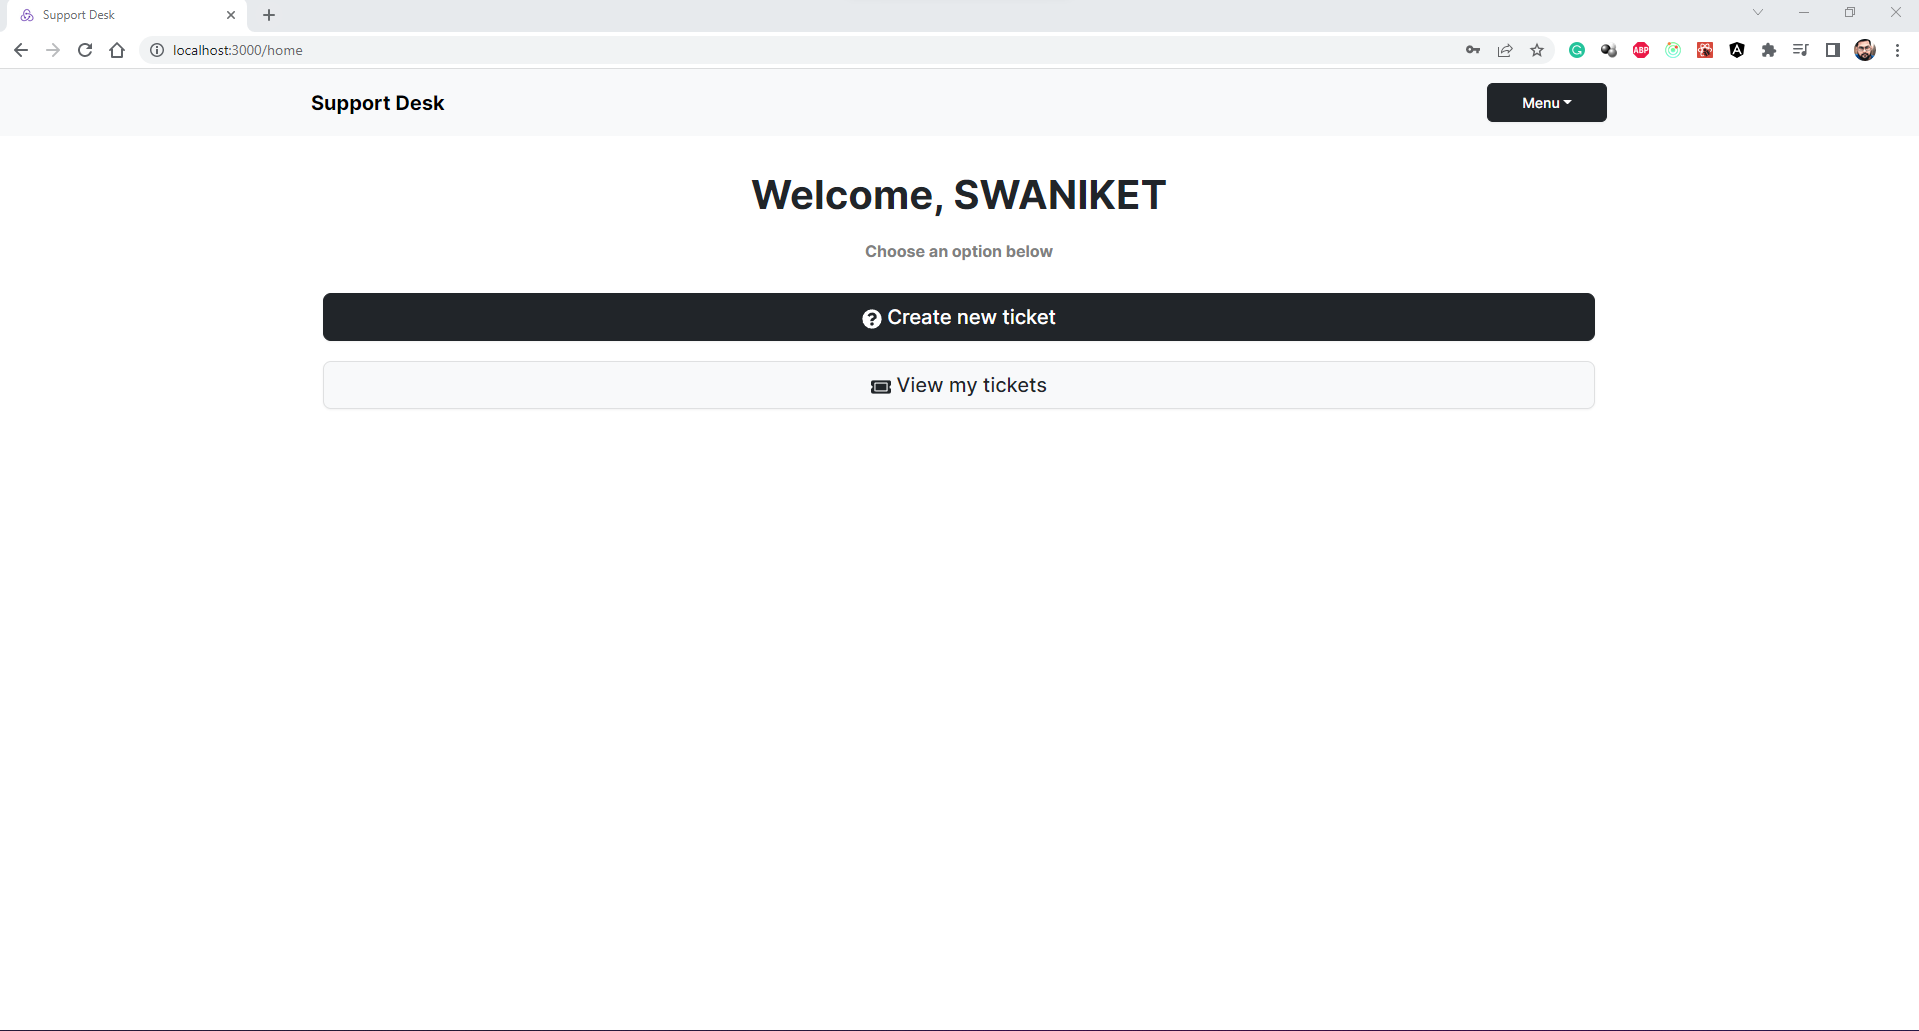 Support Desk
localhost:3000/home
ABP
Support Desk
Menu
Welcome, SWANIKET
Choose an option below
Create new ticket
View my tickets